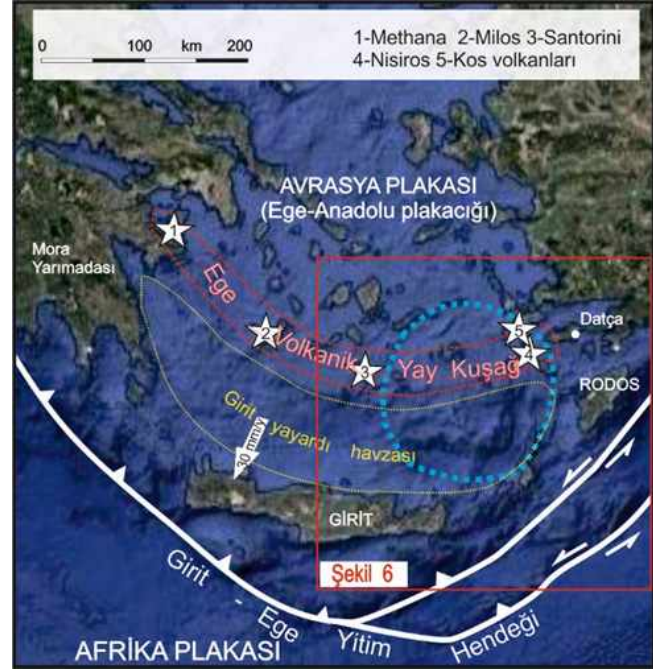 0 100 km 200
1-Methana 2-Milos 3-Santorini
4-Nisiros 5-Kos volkanları
AVRASYA PLAKASI
(Ege-Anadolu plakacığı)
Mora
Yarımadası
1
2
3
4
5
Ege Volkanik Yay Kuşağ
Datça
RODOS
Girit yayardı havzası
30 mm/y
GİRİT
Şekil 6
Girit - Ege Yitim Hendeği
AFRİKA PLAKASI